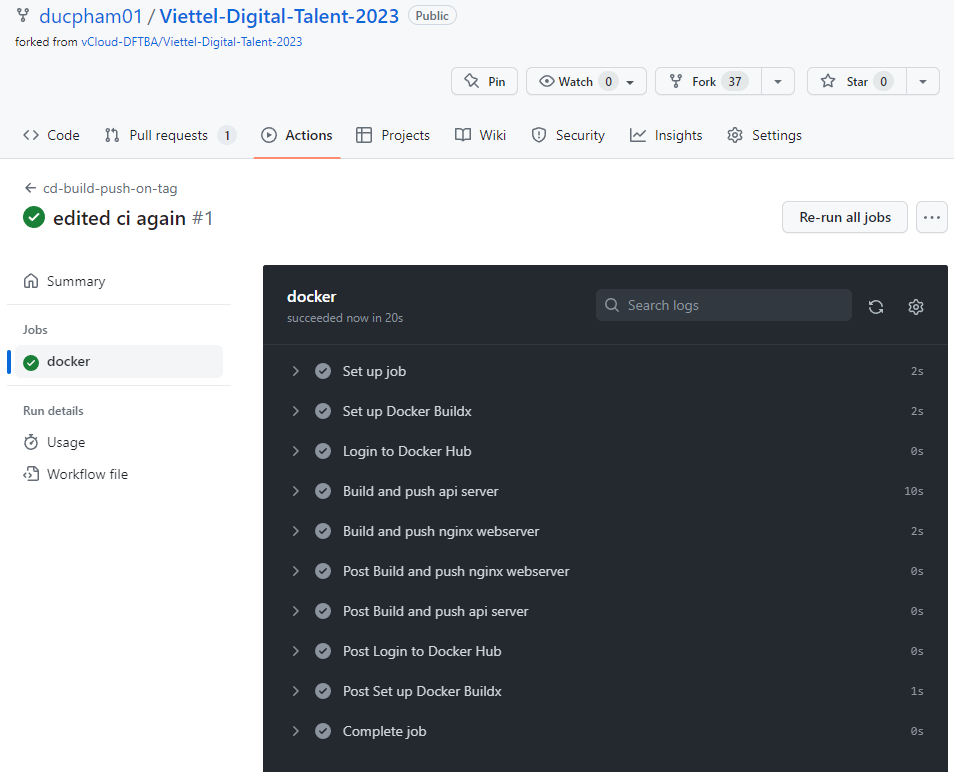 ducpham01 / Viettel-Digital-Talent-2023 Public
forked from vCloud-DFTBA/Viettel-Digital-Talent-2023
Pin Watch 0 Fork 37 Star 0
Code Pull requests 1 Actions Projects Wiki Security Insights Settings
cd-build-push-on-tag
edited ci again #1
Re-run all jobs ...
Summary
Jobs
docker
Run details
Usage
Workflow file
docker
succeeded now in 20s
Search logs
Set up job 2s
Set up Docker Buildx 2s
Login to Docker Hub 0s
Build and push api server 10s
Build and push nginx webserver 2s
Post Build and push nginx webserver 0s
Post Build and push api server 0s
Post Login to Docker Hub 0s
Post Set up Docker Buildx 1s
Complete job 0s